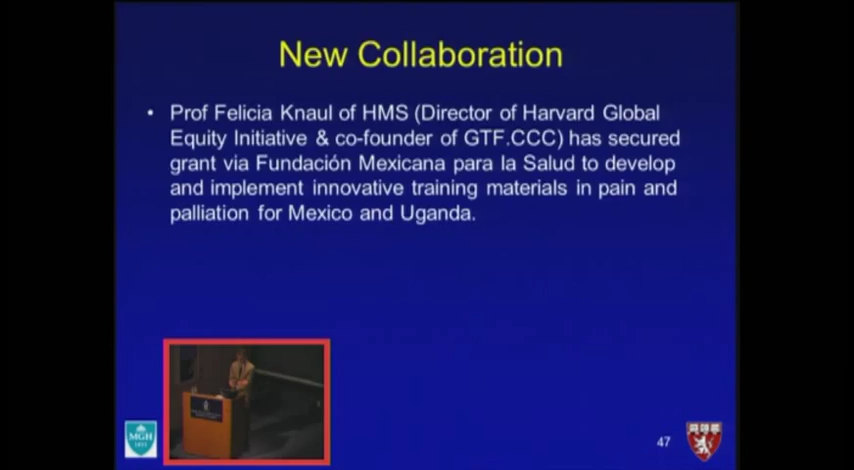 New Collaboration
• Prof Felicia Knaul of HMS (Director of Harvard Global
Equity Initiative & co-founder of GTF.CCC) has secured
grant via Fundación Mexicana para la Salud to develop
and implement innovative training materials in pain and
palliation for Mexico and Uganda.
MGH
1811
47